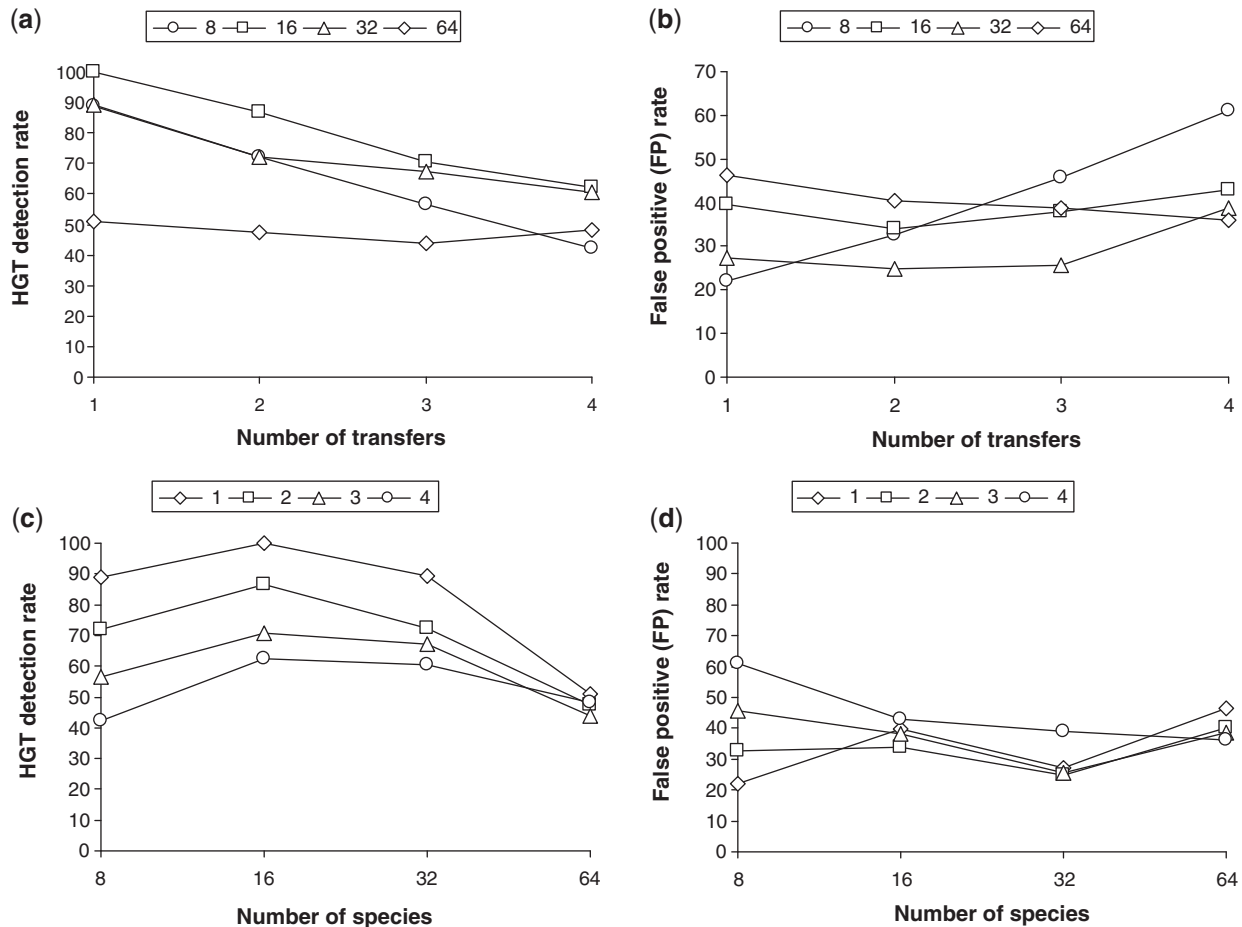 (a)
8 16 32 64
HGT detection rate
100
90
80
70
60
50
40
30
20
10
0
1 2 3 4
Number of transfers
(b)
8 16 32 64
False positive (FP) rate
70
60
50
40
30
20
10
0
1 2 3 4
Number of transfers
(c)
1 2 3 4
HGT detection rate
100
90
80
70
60
50
40
30
20
10
0
8 16 32 64
Number of species
(d)
1 2 3 4
False positive (FP) rate
100
90
80
70
60
50
40
30
20
10
0
8 16 32 64
Number of species